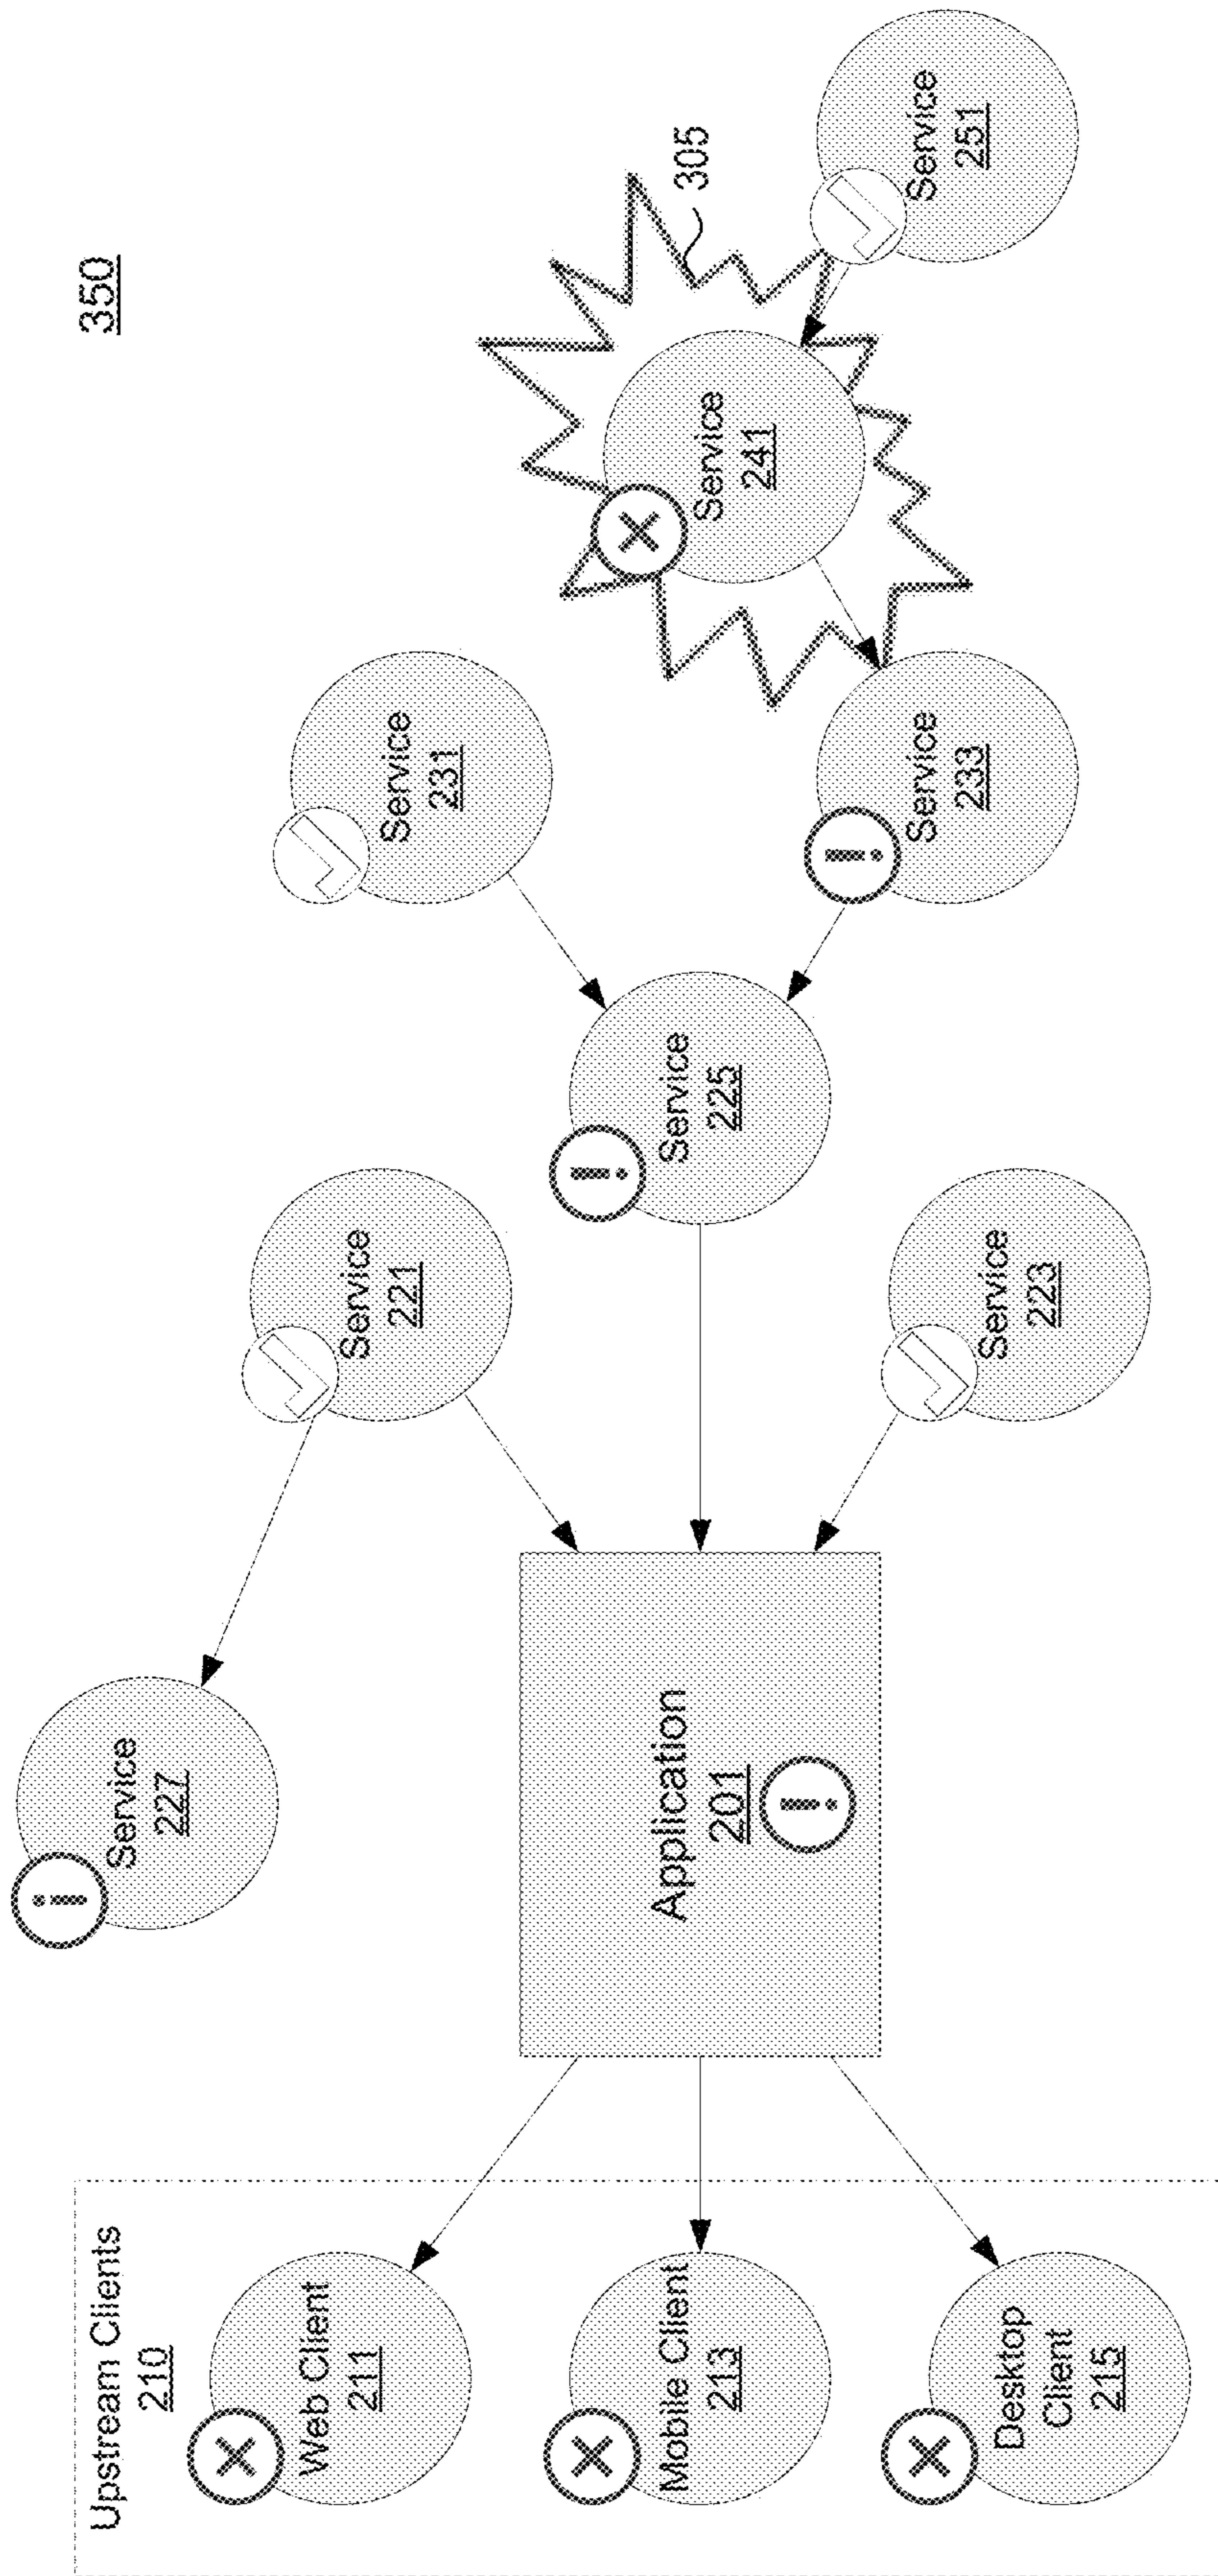 350
Upstream Clients
210
Web Client
211
Mobile Client
213
Desktop
Client
215
Application
201
Service
227
Service
221
Service
223
Service
225
Service
231
Service
233
Service
241
305
Service
251